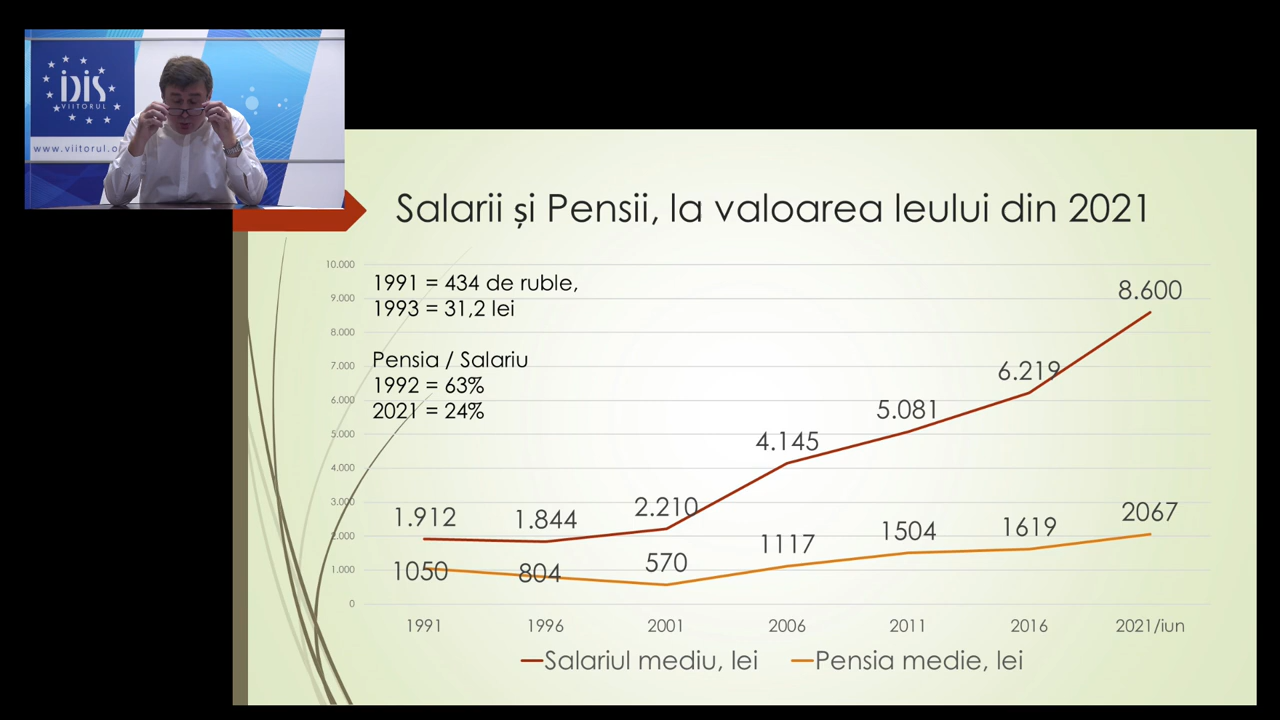 iDiS
VIITORUL
www.viitorul.o
Salarii și Pensii, la valoarea leului din 2021
1991 = 434 de ruble,
1993 = 31,2 lei
Pensia / Salariu
1992 = 63%
2021 = 24%
10.000
9.000
8.000
7.000
6.000
5.000
4.000
3.000
2.000
1.000
0
1.912
1.844
2.210
4.145
5.081
6.219
8.600
1050
804
570
1117
1504
1619
2067
1991
1996
2001
2006
2011
2016
2021/iun
Salariul mediu, lei
Pensia medie, lei